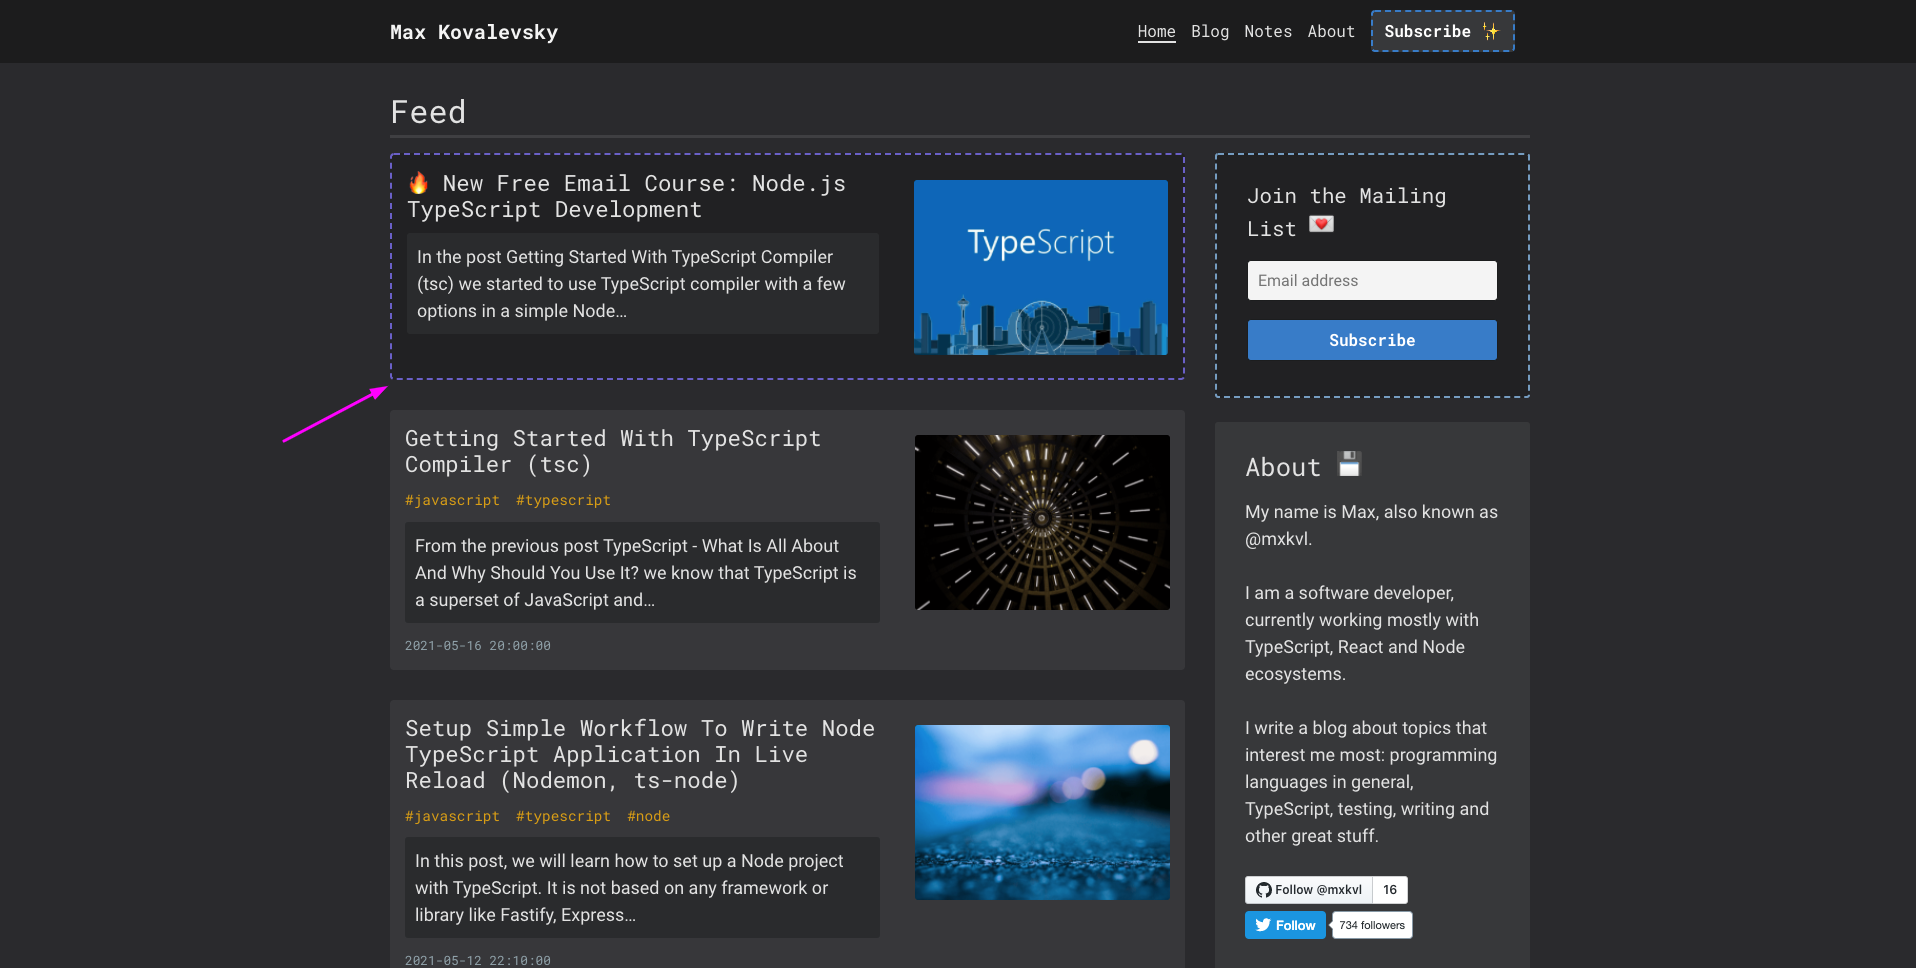 Max Kovalevsky
Home Blog Notes About Subscribe ✨
Feed
🔥 New Free Email Course: Node.js
TypeScript Development
In the post Getting Started With TypeScript Compiler
(tsc) we started to use TypeScript compiler with a few
options in a simple Node…
TypeScript
Getting Started With TypeScript
Compiler (tsc)
#javascript #typescript
From the previous post TypeScript - What Is All About
And Why Should You Use It? we know that TypeScript is
a superset of JavaScript and…
2021-05-16 20:00:00
Setup Simple Workflow To Write Node
TypeScript Application In Live
Reload (Nodemon, ts-node)
#javascript #typescript #node
In this post, we will learn how to set up a Node project
with TypeScript. It is not based on any framework or
library like Fastify, Express…
2021-05-12 22:10:00
Join the Mailing
List 💌
Email address
Subscribe
About 💾
My name is Max, also known as
@mxkvl.
I am a software developer,
currently working mostly with
TypeScript, React and Node
ecosystems.
I write a blog about topics that
interest me most: programming
languages in general,
TypeScript, testing, writing and
other great stuff.
Follow @mxkvl 16
Follow 734 followers